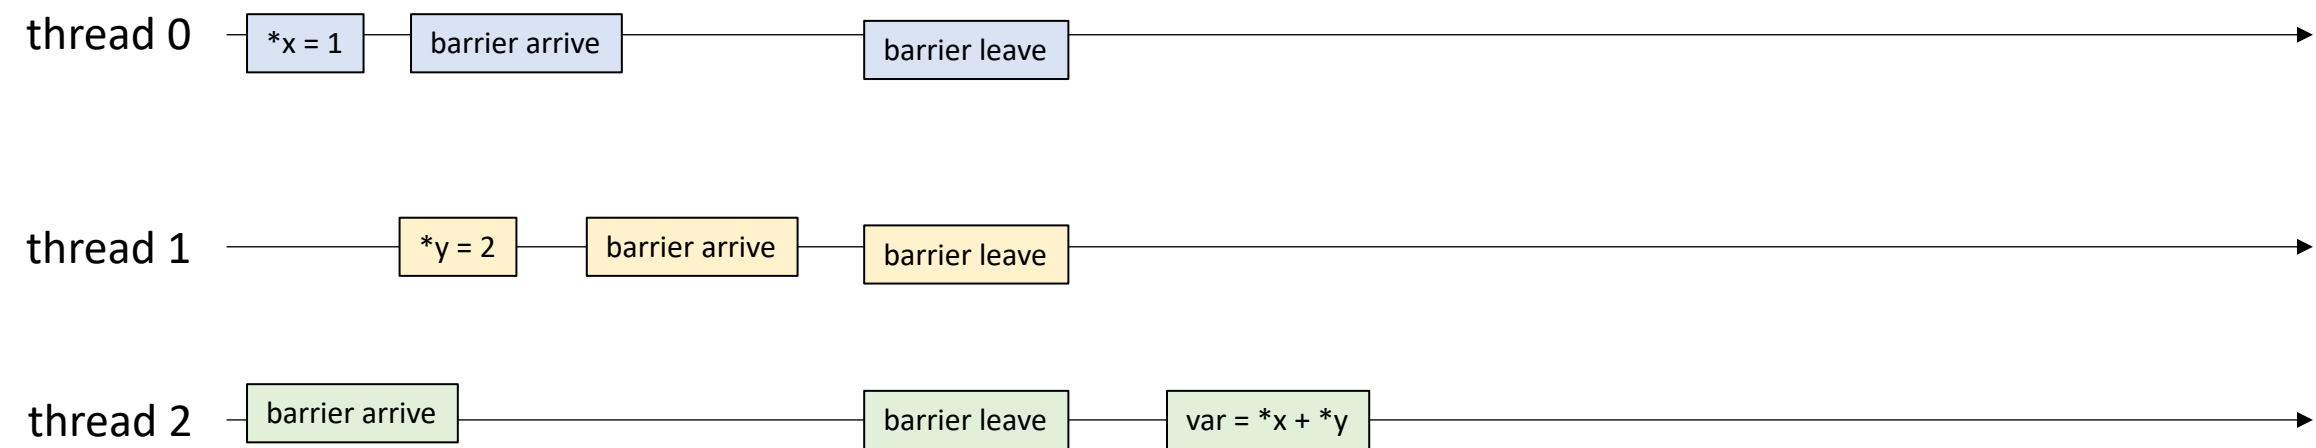 thread 0
*x = 1
barrier arrive
barrier leave
thread 1
*y = 2
barrier arrive
barrier leave
thread 2
barrier arrive
barrier leave
var = *x + *y